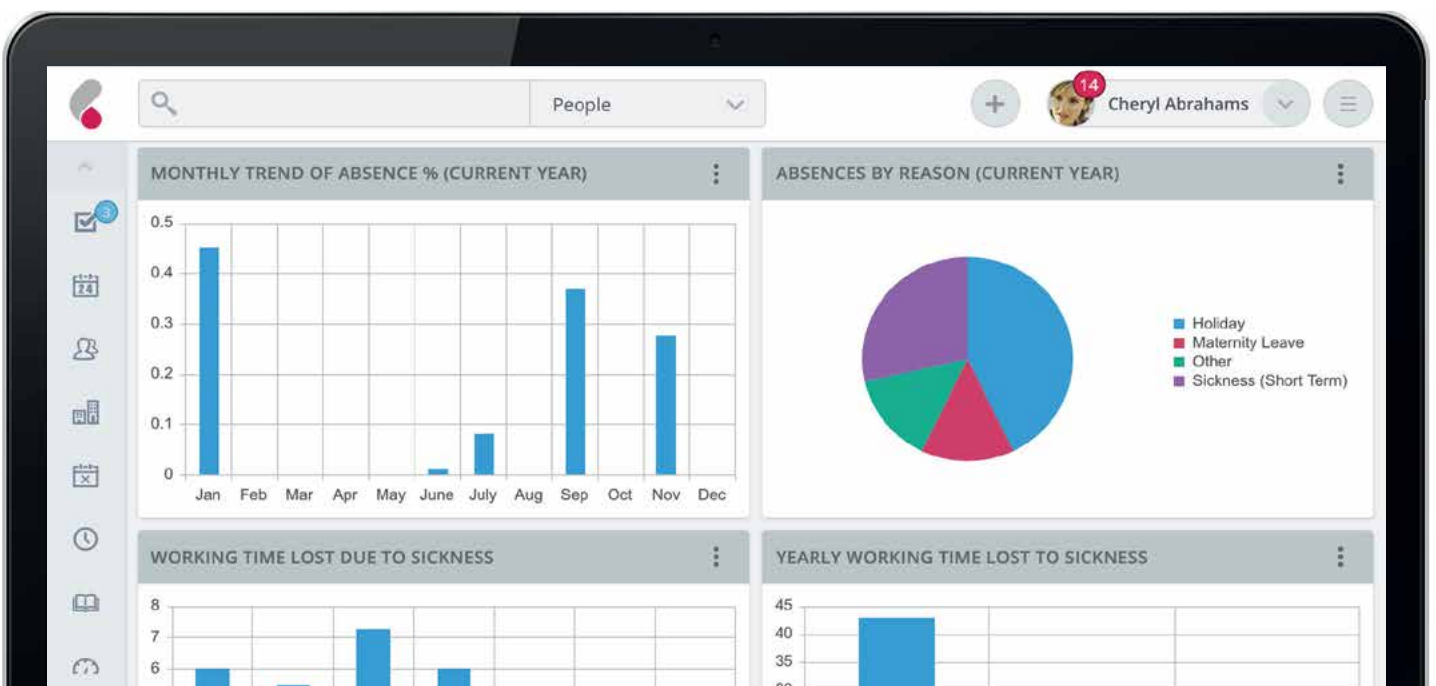 People
14
Cheryl Abrahams
MONTHLY TREND OF ABSENCE % (CURRENT YEAR)
ABSENCES BY REASON (CURRENT YEAR)
3
24
0.5
0.4
0.3
0.2
0.1
0
Jan Feb Mar Apr May June July Aug Sep Oct Nov Dec
Holiday
Maternity Leave
Other
Sickness (Short Term)
WORKING TIME LOST DUE TO SICKNESS
YEARLY WORKING TIME LOST TO SICKNESS
8
7
6
45
40
35